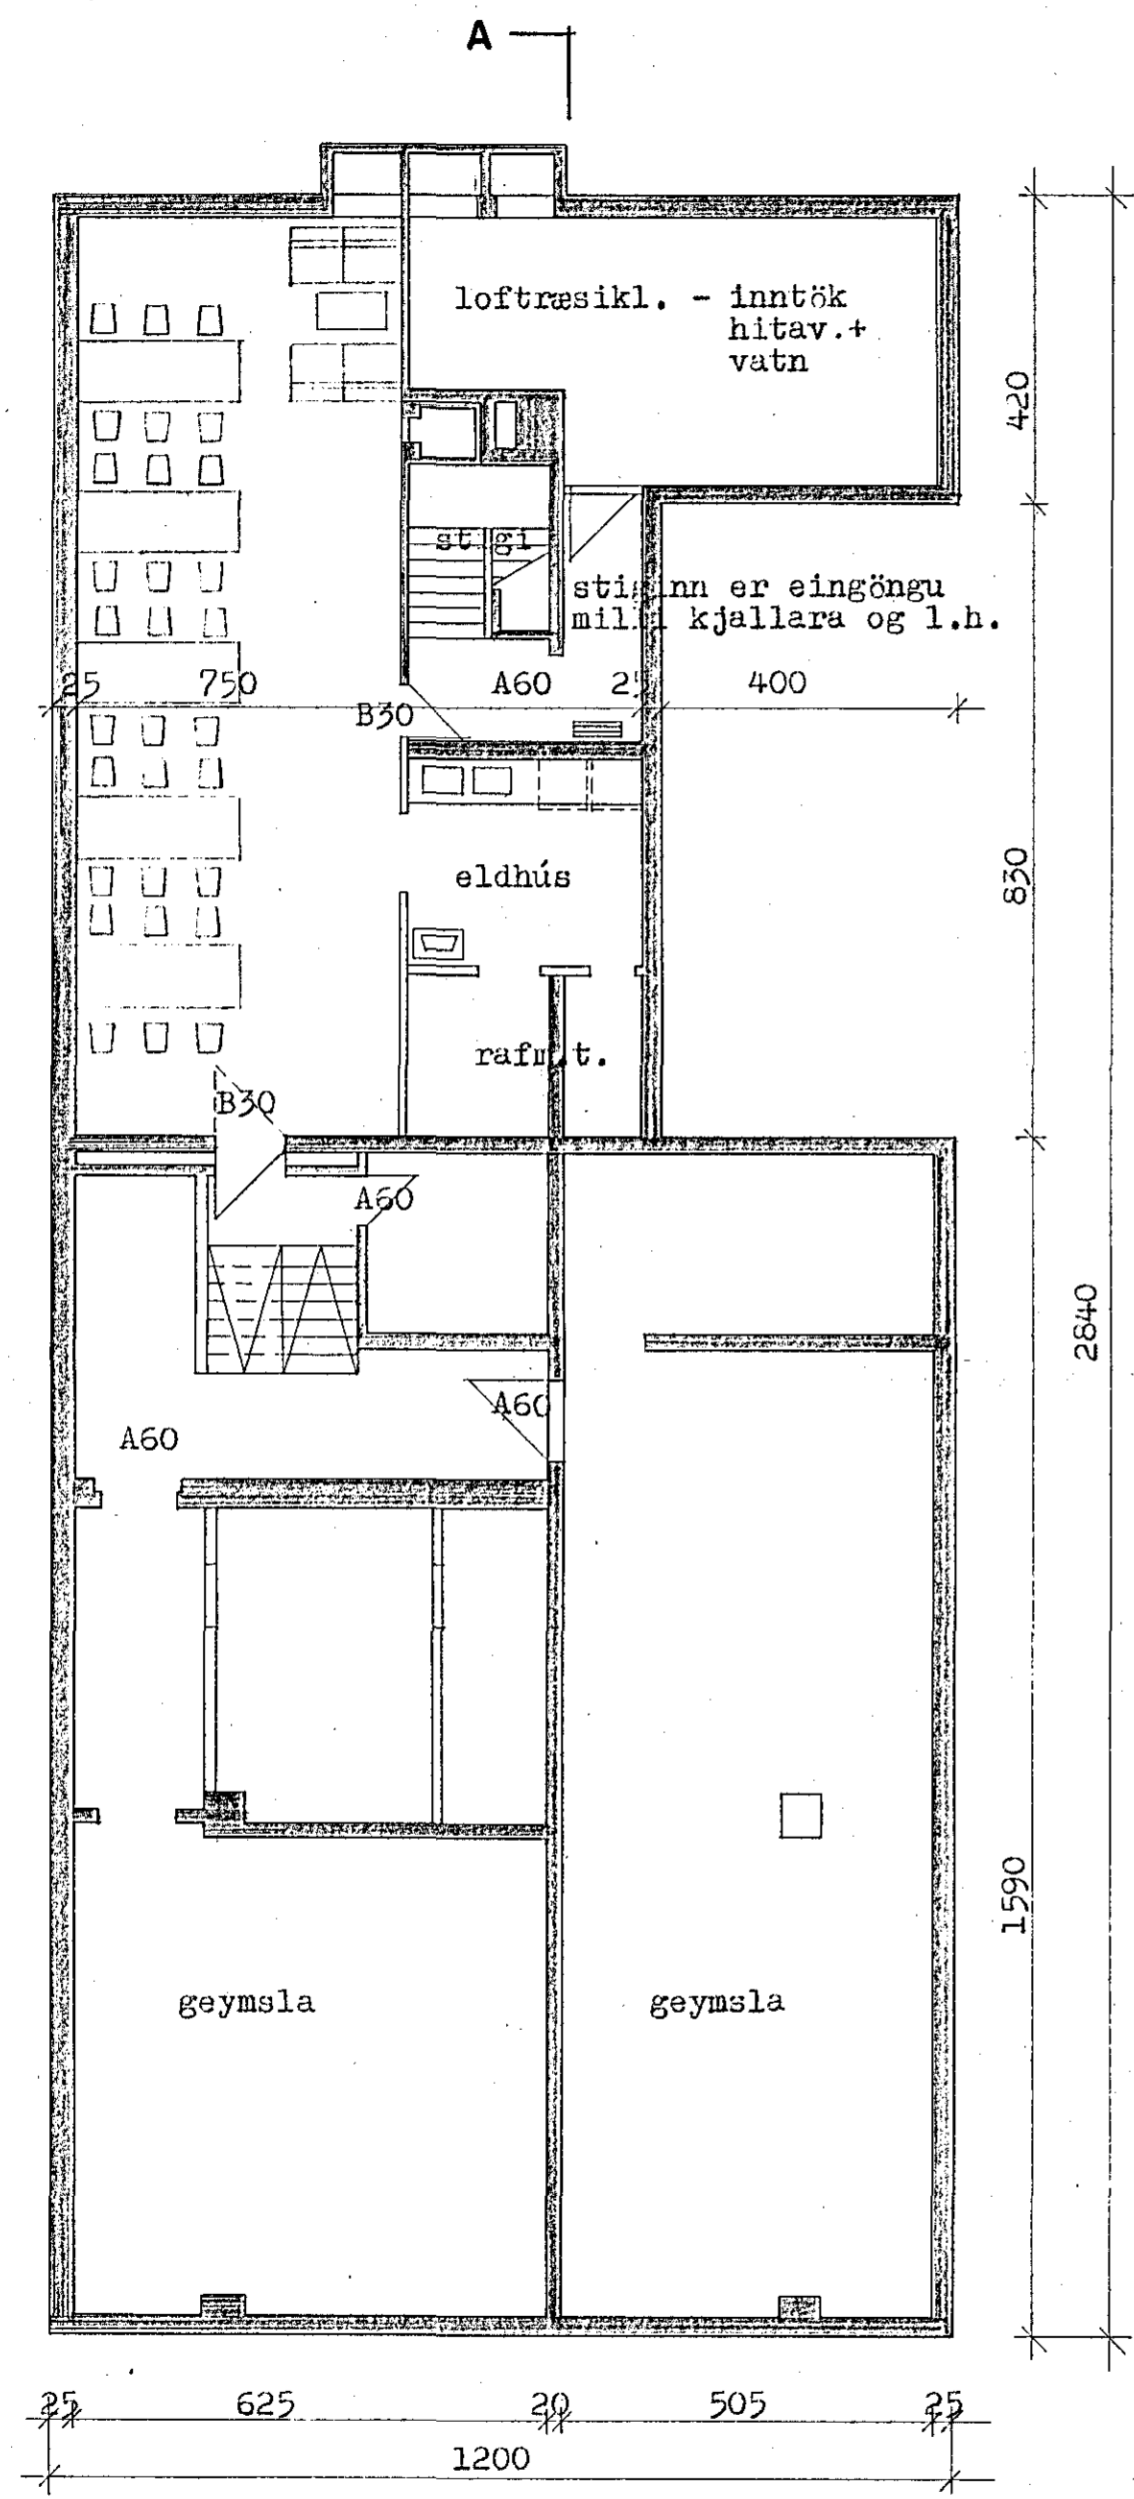 A
loftræsikl. - inntök
hitav.+
vatn
420
stigi
stiginn er eingöngu
milli kjallara og l.h.
25 750 A60 25 400
B30
eldhús
830
rafm.t.
B30
A60
2840
A60
A60
1590
geymsla geymsla
25 625 20 505 25
1200